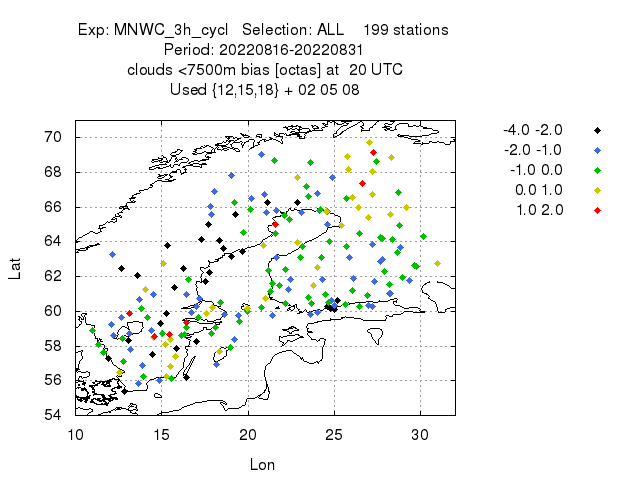 Exp: MNWC_3h_cycl   Selection: ALL    199 stations
Period: 20220816-20220831
clouds <7500m bias [octas] at  20 UTC
Used {12,15,18} + 02 05 08
70
68
66
64
62
60
58
56
54
10 15 20 25 30
Lat
Lon
-4.0 -2.0
-2.0 -1.0
-1.0 0.0
0.0 1.0
1.0 2.0